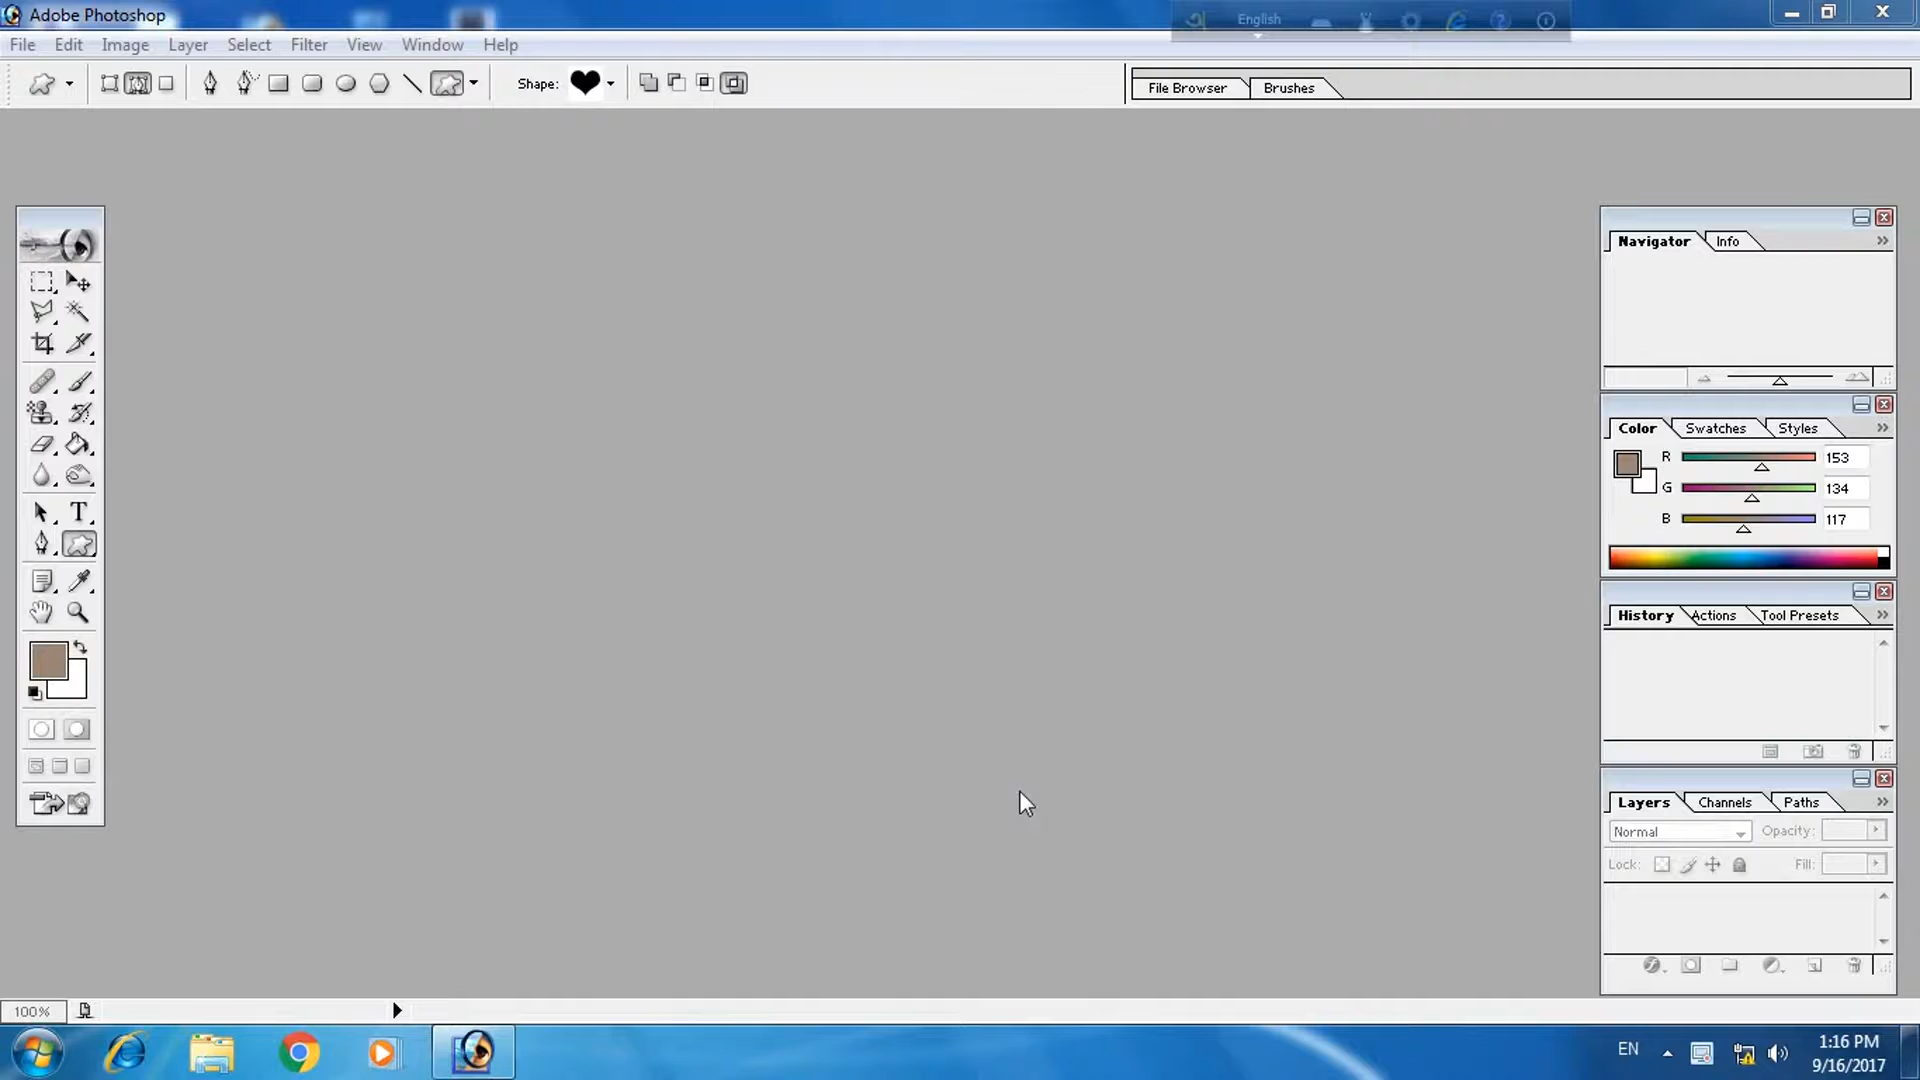 Adobe Photoshop
English
File Edit Image Layer Select Filter View Window Help
Shape:
File Browser Brushes
Navigator Info
Color Swatches Styles
R 153
G 134
B 117
T
History Actions Tool Presets
Layers Channels Paths
Normal Opacity:
Lock: Fill:
100%
EN
1:16 PM
9/16/2017